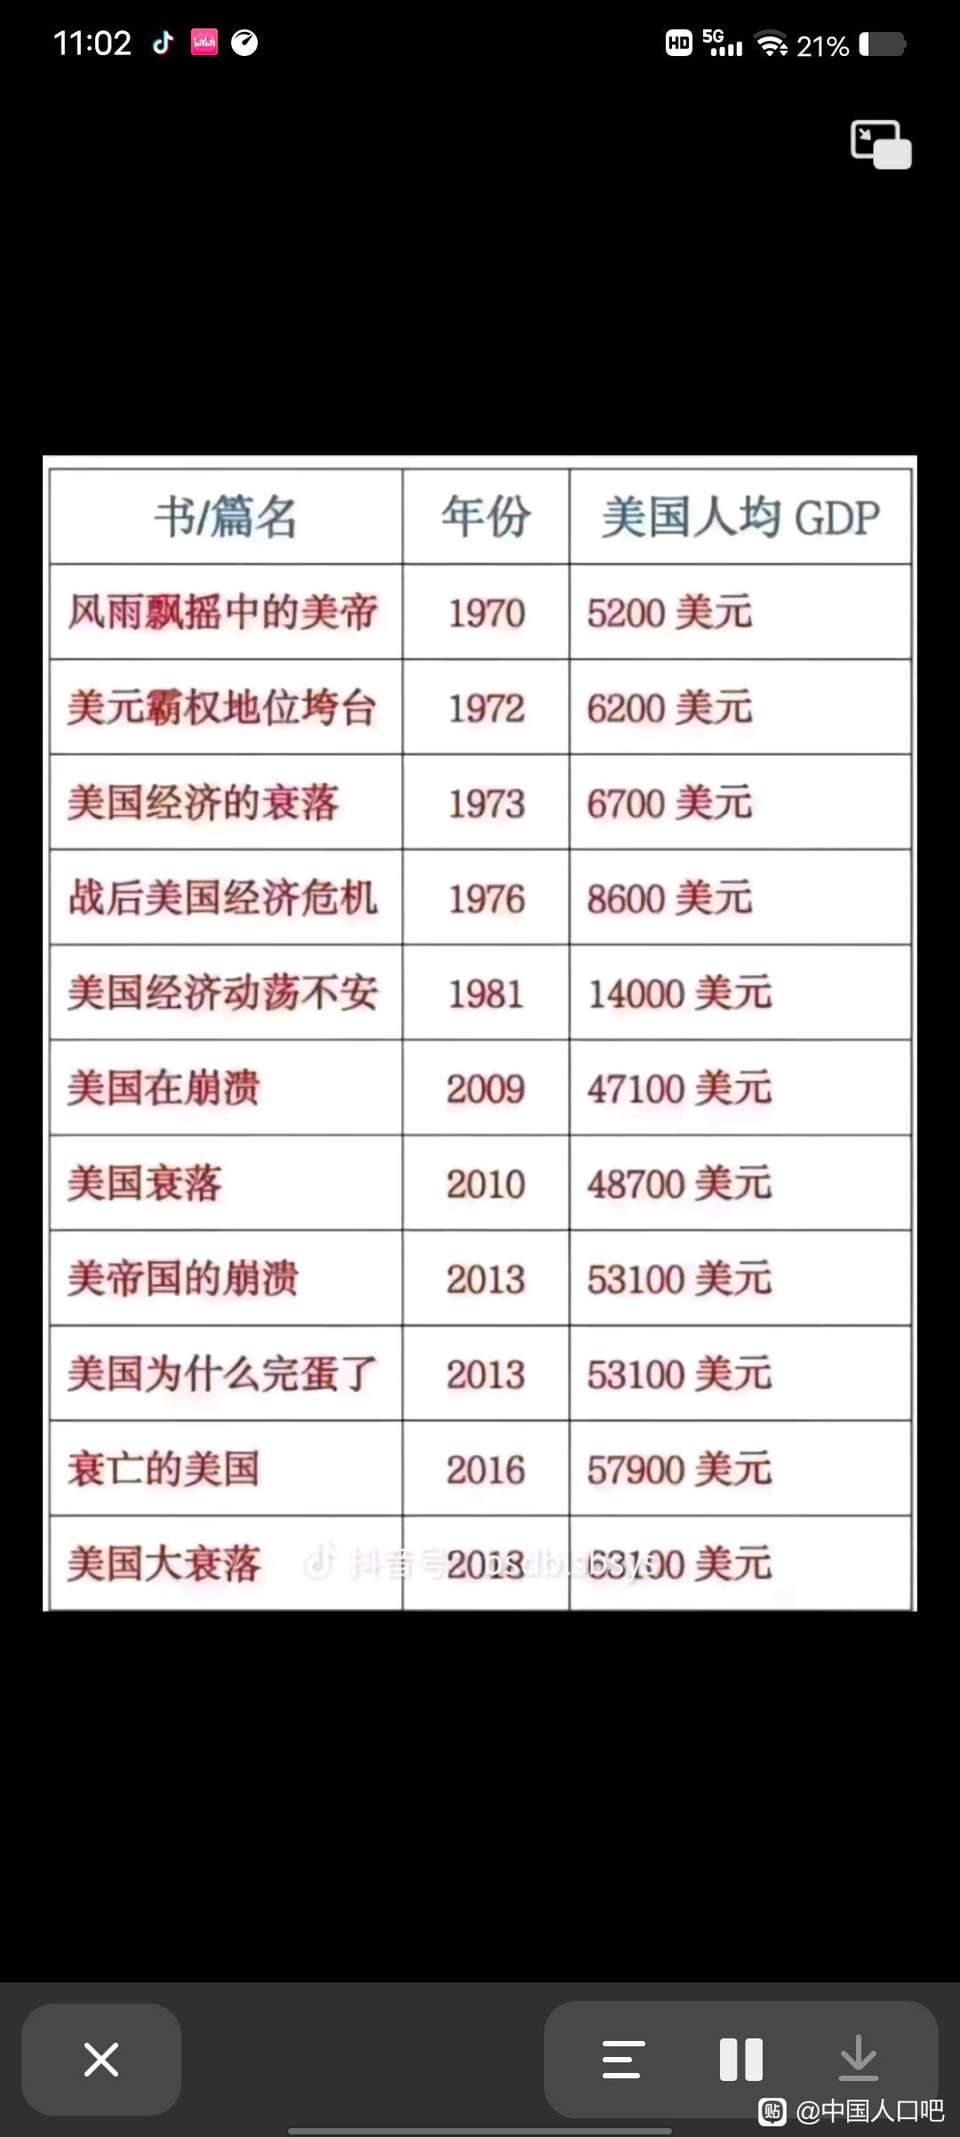 11:02
HD 5G 21%
书/篇名 年份 美国人均 GDP
风雨飘摇中的美帝 1970 5200 美元
美元霸权地位垮台 1972 6200 美元
美国经济的衰落 1973 6700 美元
战后美国经济危机 1976 8600 美元
美国经济动荡不安 1981 14000 美元
美国在崩溃 2009 47100 美元
美国衰落 2010 48700 美元
美帝国的崩溃 2013 53100 美元
美国为什么完蛋了 2013 53100 美元
衰亡的美国 2016 57900 美元
美国大衰落 美元
抖音号
贴 @中国人口吧